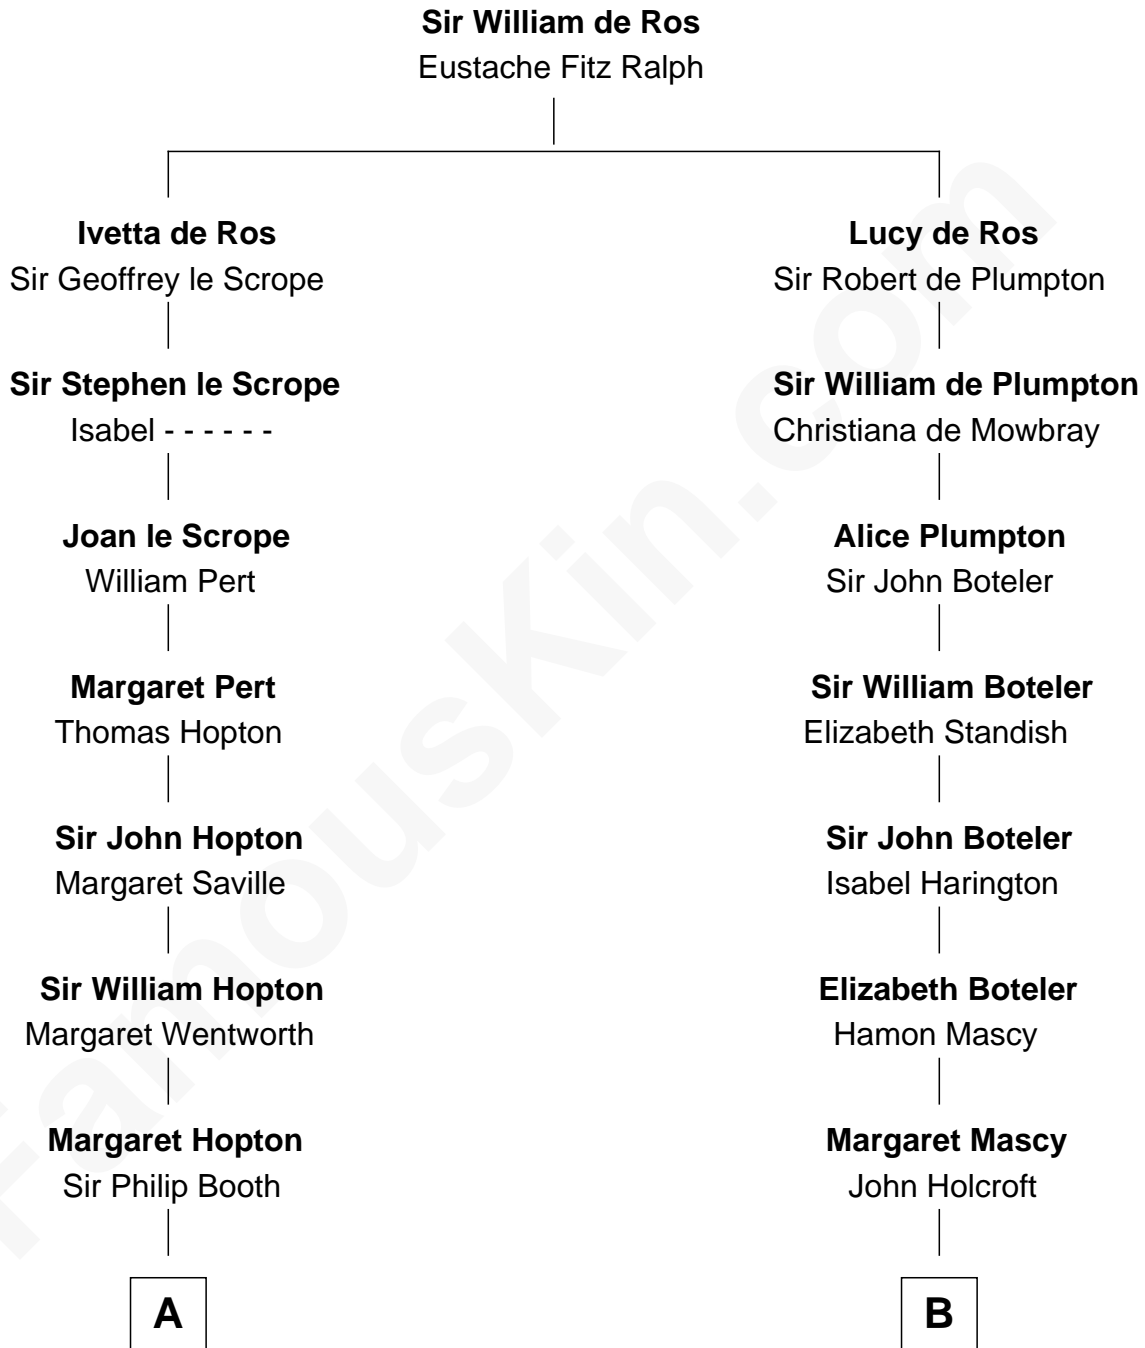 Sir William de Ros
Eustache Fitz Ralph
Ivetta de Ros
Sir Geoffrey le Scrope
Lucy de Ros
Sir Robert de Plumpton
Sir Stephen le Scrope
Isabel - - - - - -
Sir William de Plumpton
Christiana de Mowbray
Joan le Scrope
William Pert
Alice Plumpton
Sir John Boteler
Margaret Pert
Thomas Hopton
Sir William Boteler
Elizabeth Standish
Sir John Hopton
Margaret Saville
Sir John Boteler
Isabel Harington
Sir William Hopton
Margaret Wentworth
Elizabeth Boteler
Hamon Mascy
Margaret Hopton
Sir Philip Booth
Margaret Mascy
John Holcroft
A
B
FamousKin.com